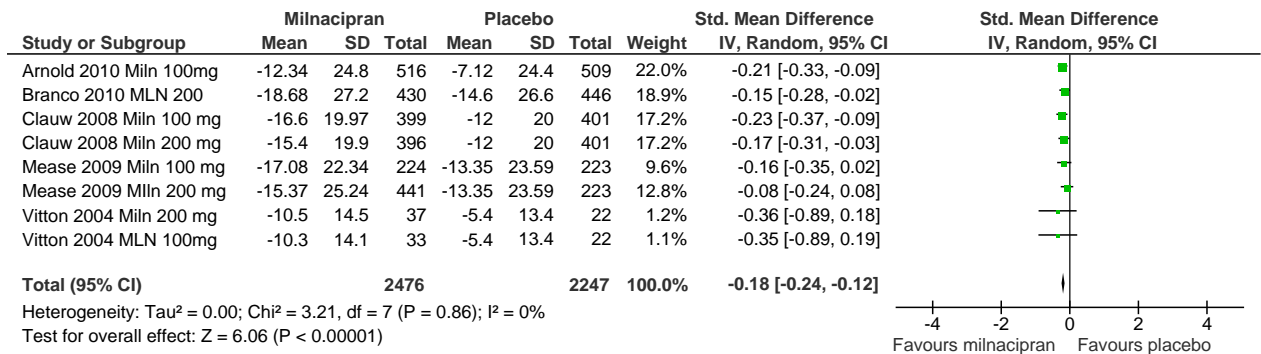 Milnacipran Placebo Std. Mean Difference Std. Mean Difference
Study or Subgroup Mean SD Total Mean SD Total Weight IV, Random, 95% CI IV, Random, 95% CI
Arnold 2010 Miln 100mg -12.34 24.8 516 -7.12 24.4 509 22.0% -0.21 [-0.33, -0.09]
Branco 2010 MLN 200 -18.68 27.2 430 -14.6 26.6 446 18.9% -0.15 [-0.28, -0.02]
Clauw 2008 Miln 100 mg -16.6 19.97 399 -12 20 401 17.2% -0.23 [-0.37, -0.09]
Clauw 2008 Miln 200 mg -15.4 19.9 396 -12 20 401 17.2% -0.17 [-0.31, -0.03]
Mease 2009 Miln 100 mg -17.08 22.34 224 -13.35 23.59 223 9.6% -0.16 [-0.35, 0.02]
Mease 2009 MIln 200 mg -15.37 25.24 441 -13.35 23.59 223 12.8% -0.08 [-0.24, 0.08]
Vitton 2004 Miln 200 mg -10.5 14.5 37 -5.4 13.4 22 1.2% -0.36 [-0.89, 0.18]
Vitton 2004 MLN 100mg -10.3 14.1 33 -5.4 13.4 22 1.1% -0.35 [-0.89, 0.19]
Total (95% CI) 2476 2247 100.0% -0.18 [-0.24, -0.12]
Heterogeneity: Tau² = 0.00; Chi² = 3.21, df = 7 (P = 0.86); I² = 0%
Test for overall effect: Z = 6.06 (P < 0.00001)
-4 -2 0 2 4
Favours milnacipran Favours placebo